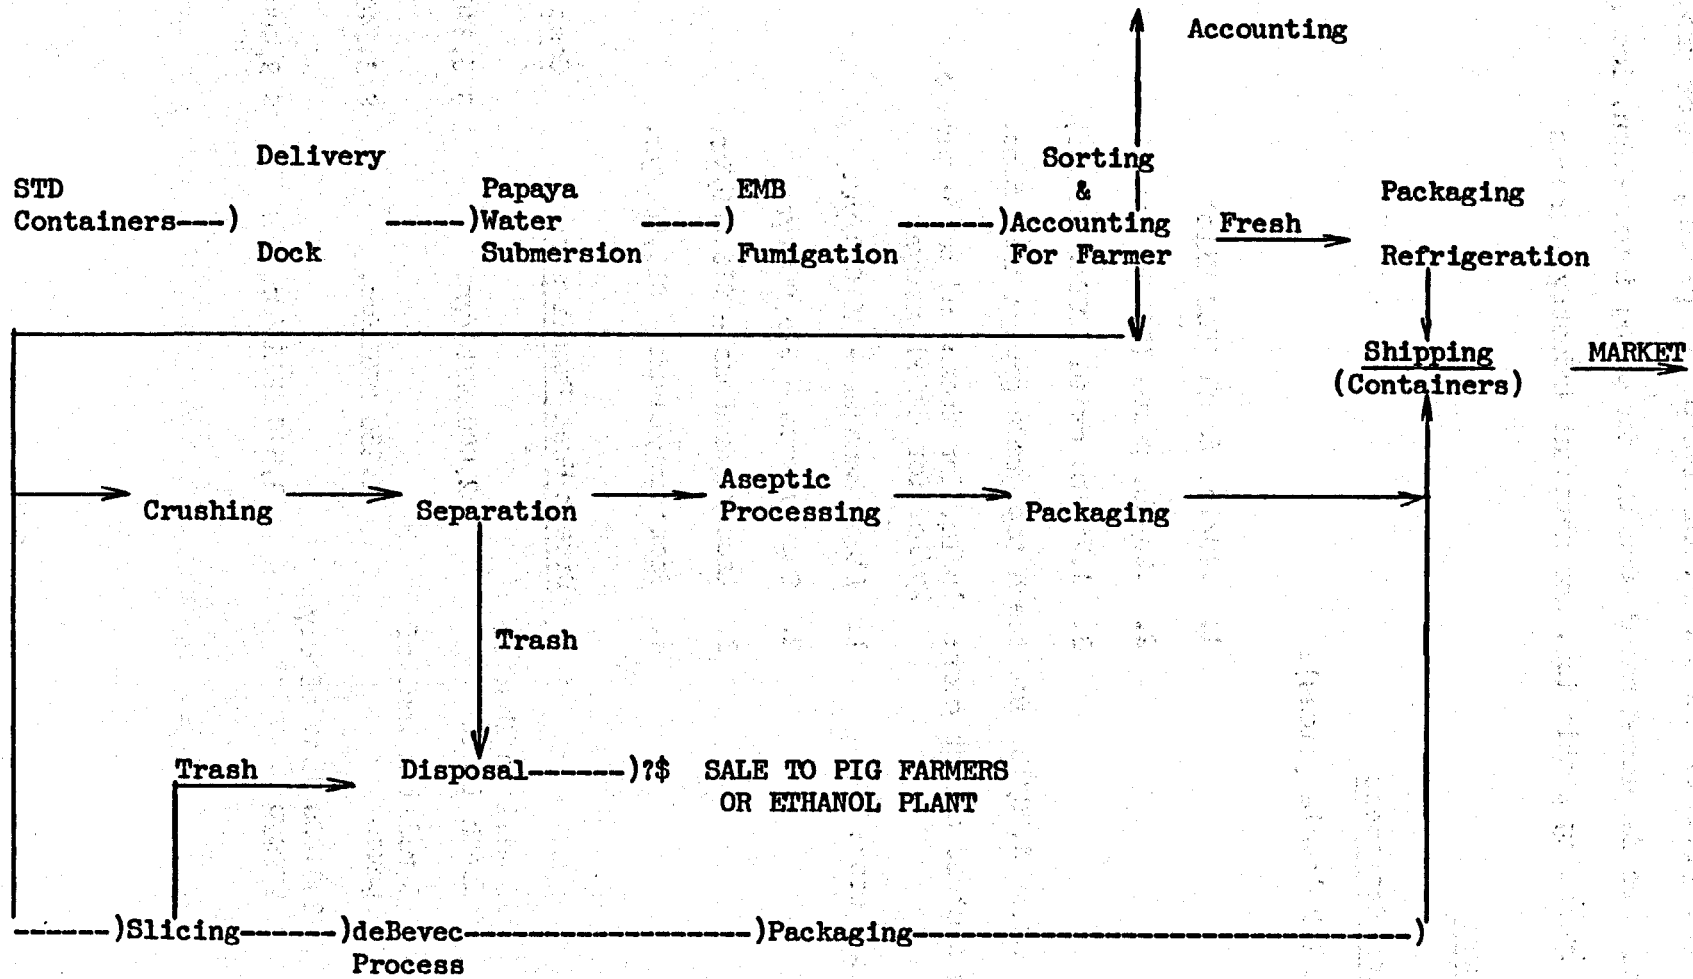 Accounting
Delivery
Sorting
STD
Papaya
EMB
&
Packaging
Containers---)
-----)Water
-----)
------)Accounting
Fresh
Dock
Submersion
Fumigation
For Farmer
Refrigeration
Shipping
MARKET
(Containers)
Aseptic
Crushing
Separation
Processing
Packaging
Trash
Trash
Disposal------)?$ SALE TO PIG FARMERS
OR ETHANOL PLANT
------)Slicing------)deBevec------------------)Packaging-------------------------------)
Process